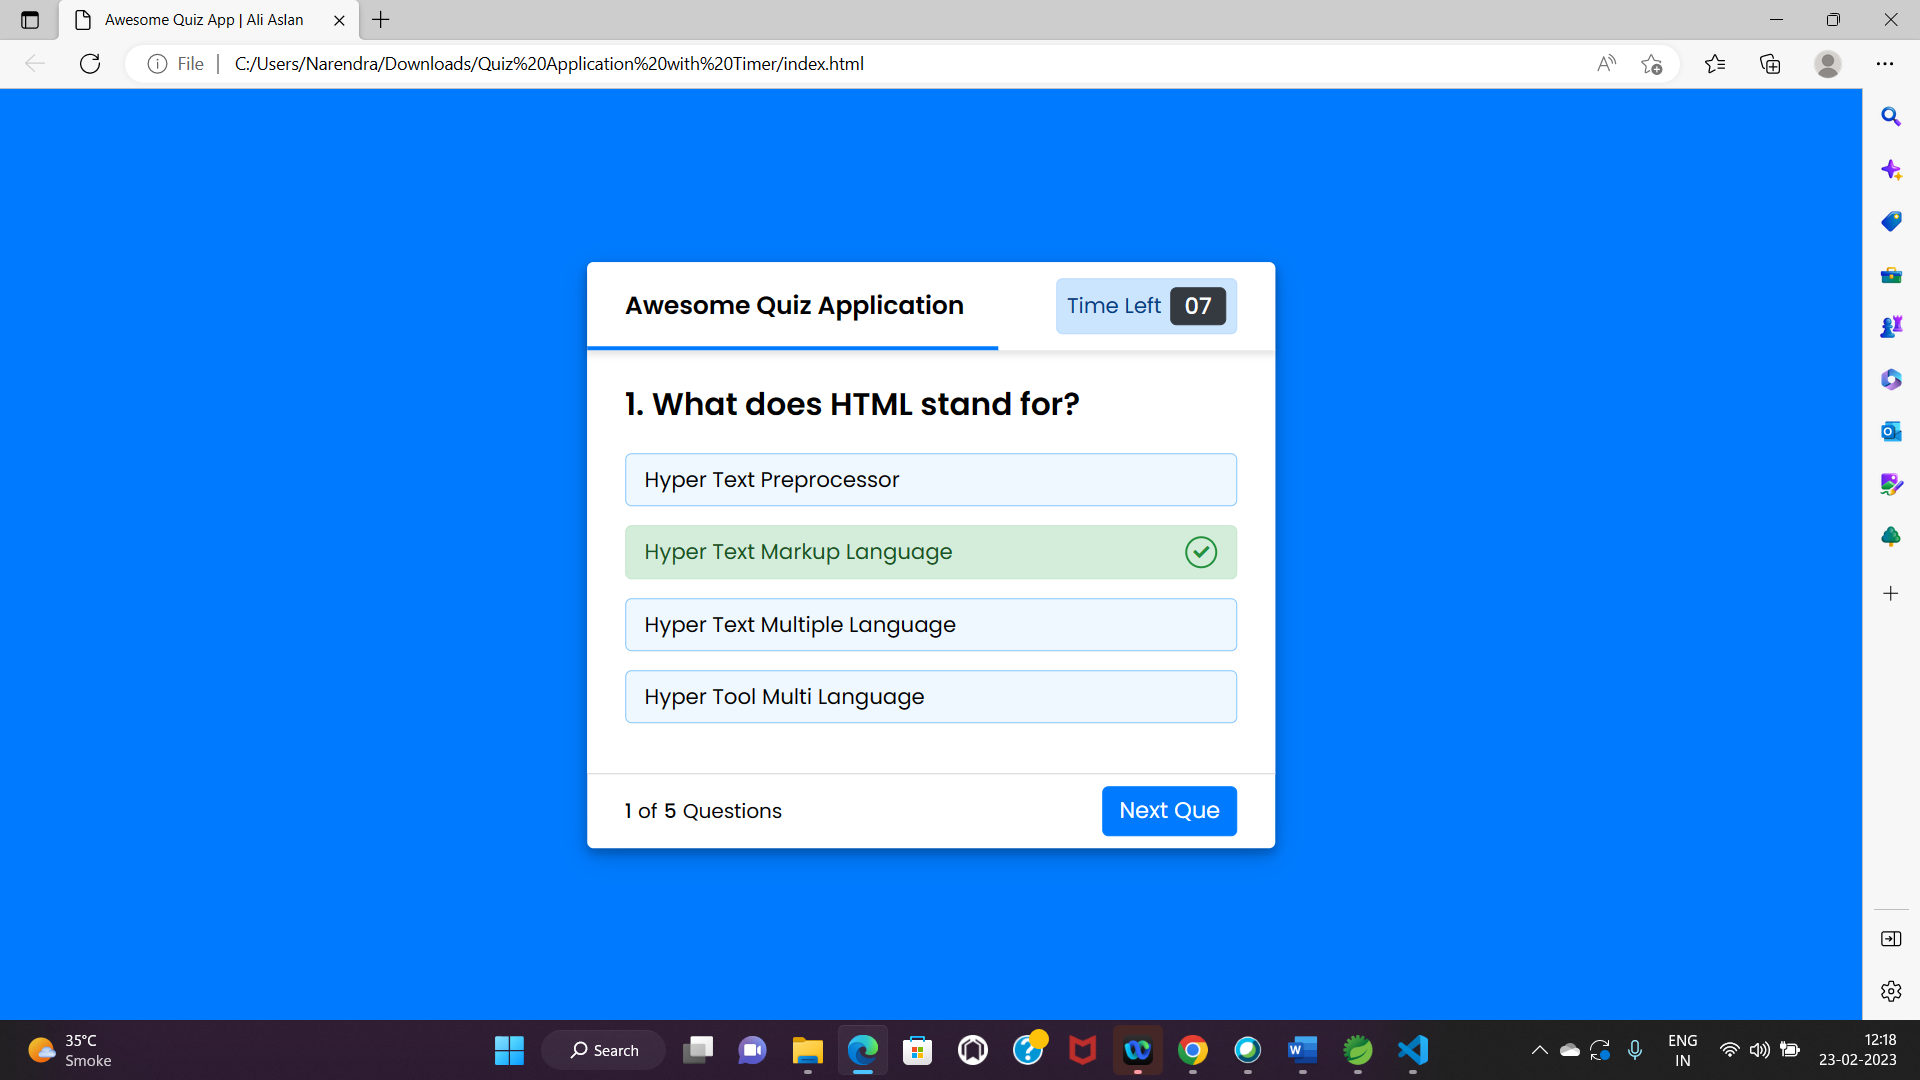 Awesome Quiz App | Ali Aslan
File
C:/Users/Narendra/Downloads/Quiz%20Application%20with%20Timer/index.html
Awesome Quiz Application
Time Left 07
1. What does HTML stand for?
Hyper Text Preprocessor
Hyper Text Markup Language
Hyper Text Multiple Language
Hyper Tool Multi Language
1 of 5 Questions
Next Que
35°C
Smoke
Search
ENG
IN
12:18
23-02-2023